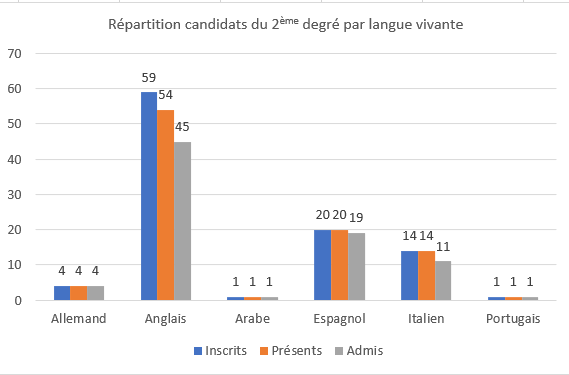 Répartition candidats du 2ème degré par langue vivante
70
60
50
40
30
20
10
0
4 4 4
59 54 45
1 1 1
20 20 19
14 14 11
1 1 1
Allemand Anglais Arabe Espagnol Italien Portugais
Inscrits Présents Admis